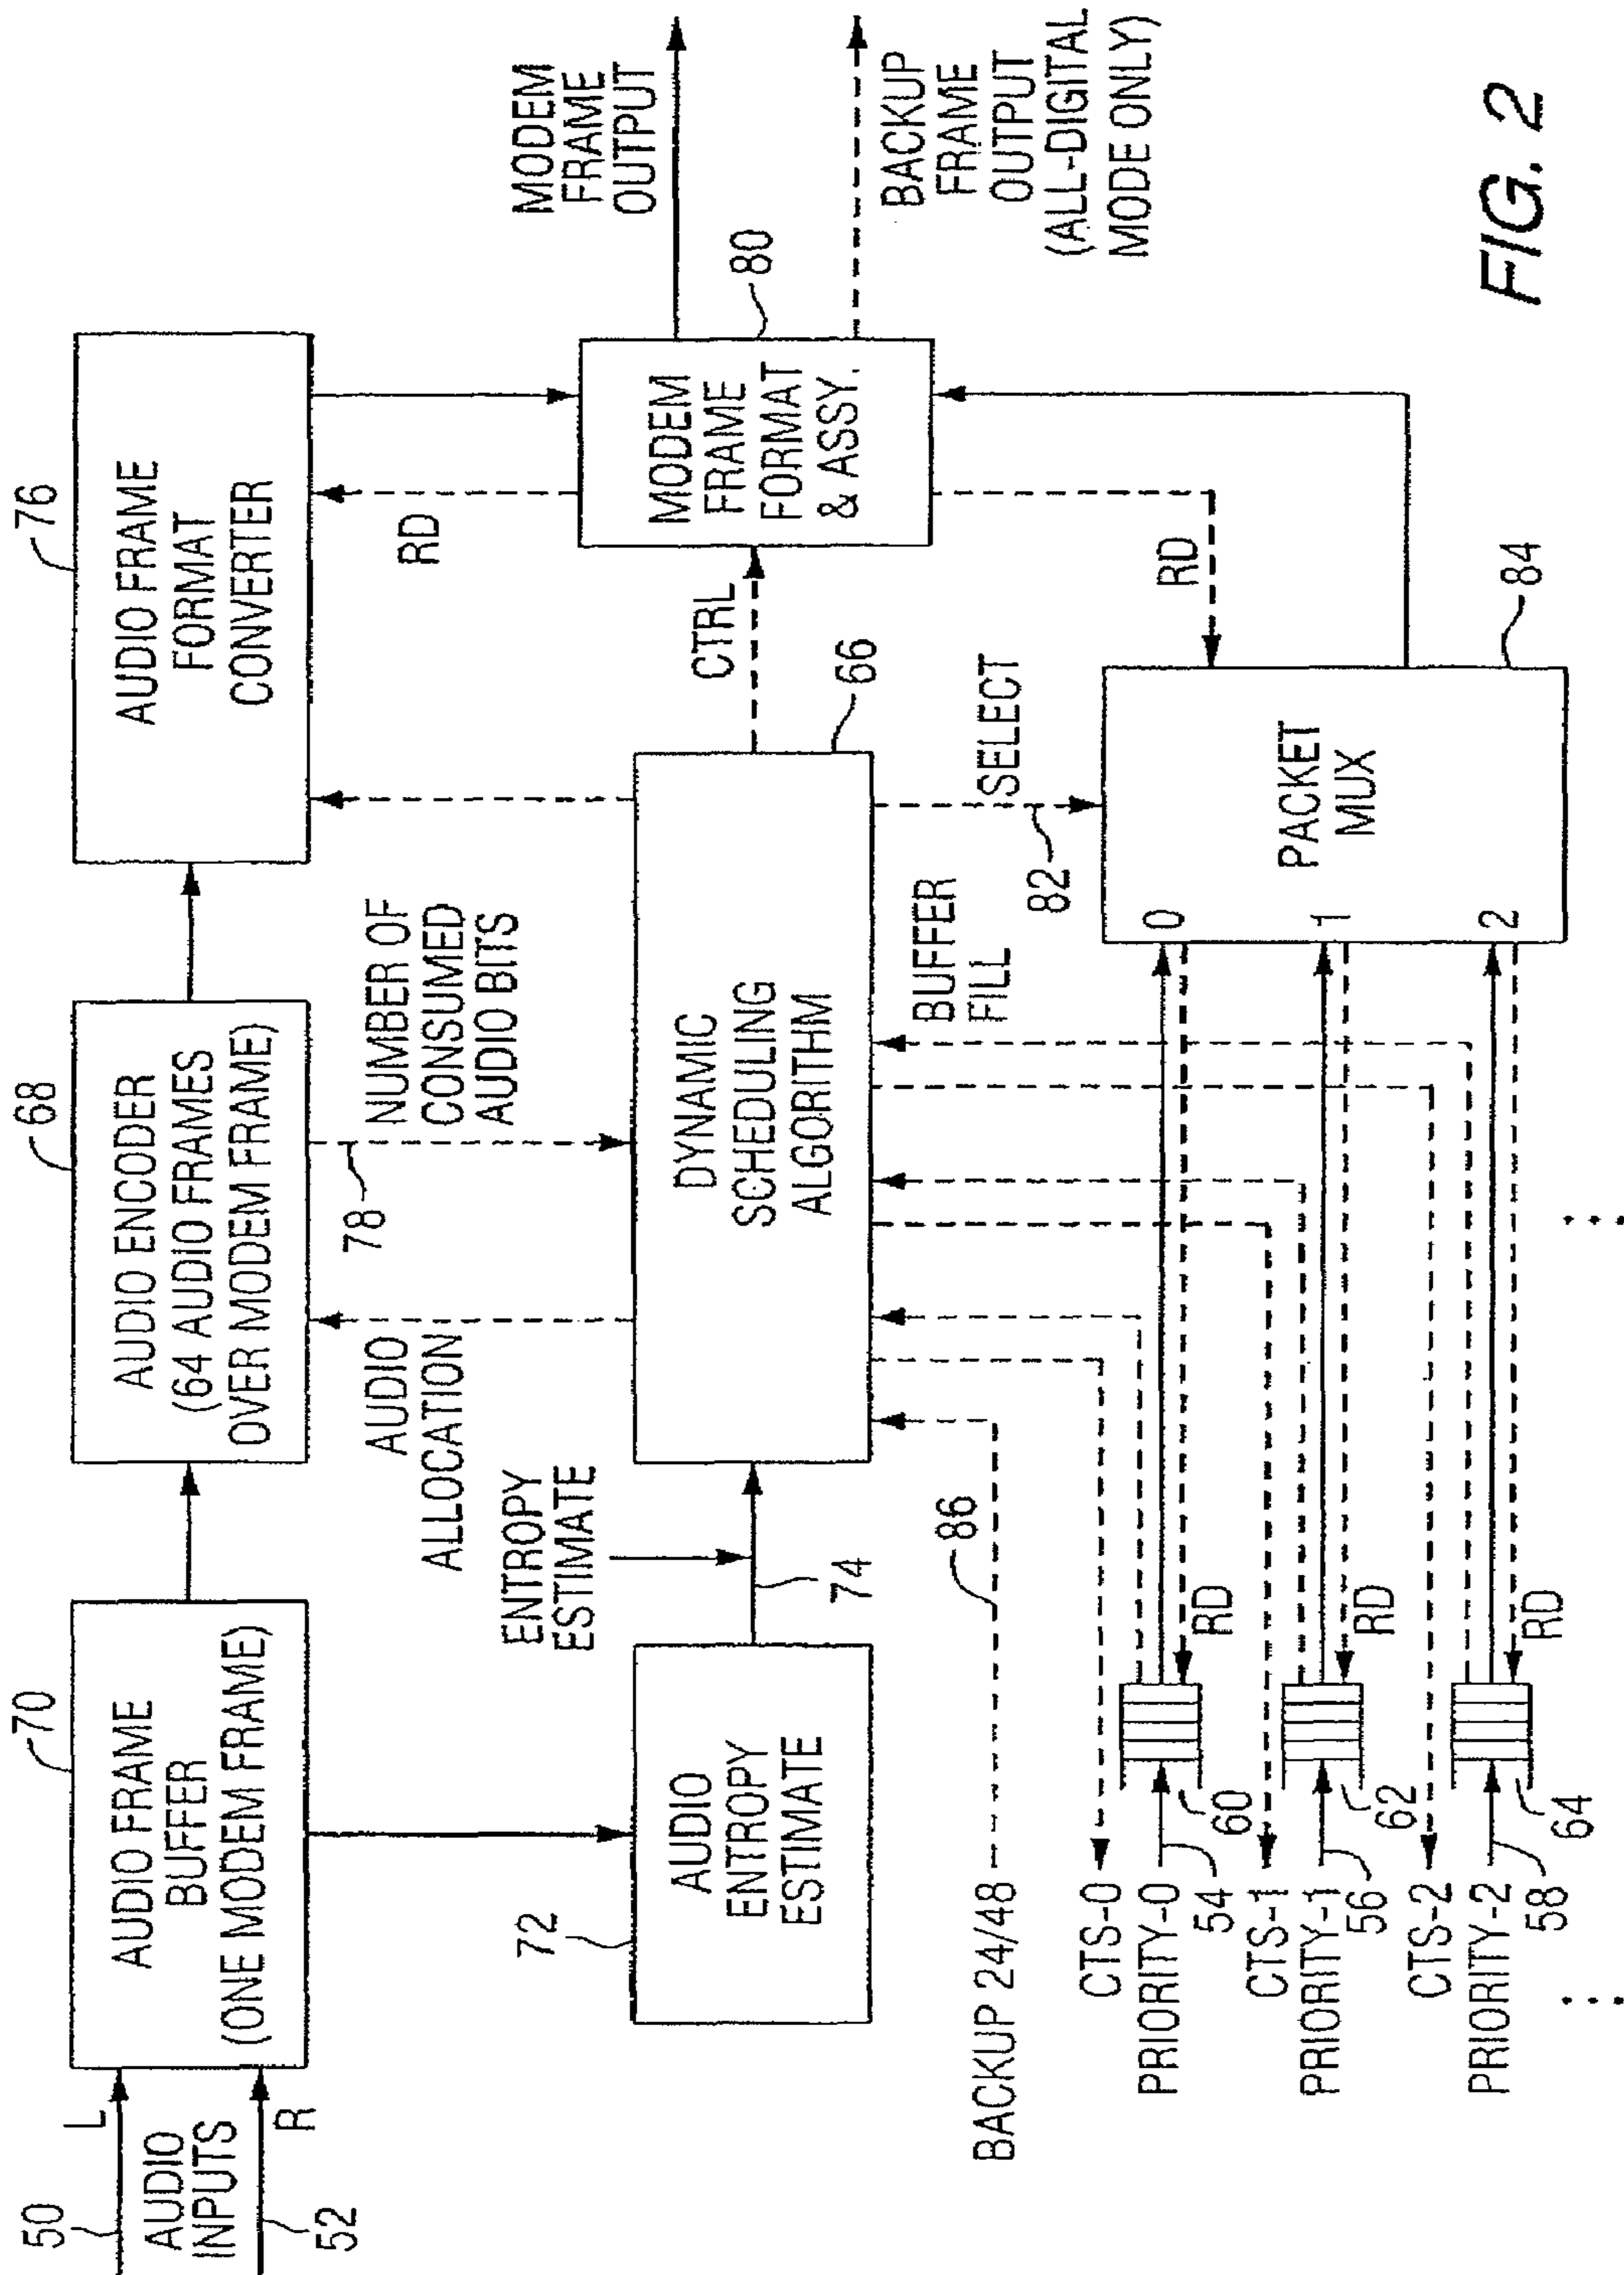 50
L
AUDIO
INPUTS
R
52
70
AUDIO FRAME
BUFFER
(ONE MODEM FRAME)
68
AUDIO ENCODER
(64 AUDIO FRAMES
OVER MODEM FRAME)
76
AUDIO FRAME
FORMAT
CONVERTER
72
AUDIO
ENTROPY
ESTIMATE
ENTROPY
ESTIMATE
74
AUDIO
ALLOCATION
78
NUMBER OF
CONSUMED
AUDIO BITS
DYNAMIC
SCHEDULING
ALGORITHM
66
CTRL
RD
MODEM
FRAME
FORMAT
& ASSY.
80
MODEM
FRAME
OUTPUT
BACKUP
FRAME
OUTPUT
(ALL-DIGITAL
MODE ONLY)
BACKUP 24/48
86
BUFFER
FILL
82
SELECT
RD
CTS-0
PRIORITY-0
54
60
RD
0
CTS-1
PRIORITY-1
56
62
RD
1
CTS-2
PRIORITY-2
58
64
RD
2
PACKET
MUX
84
FIG. 2